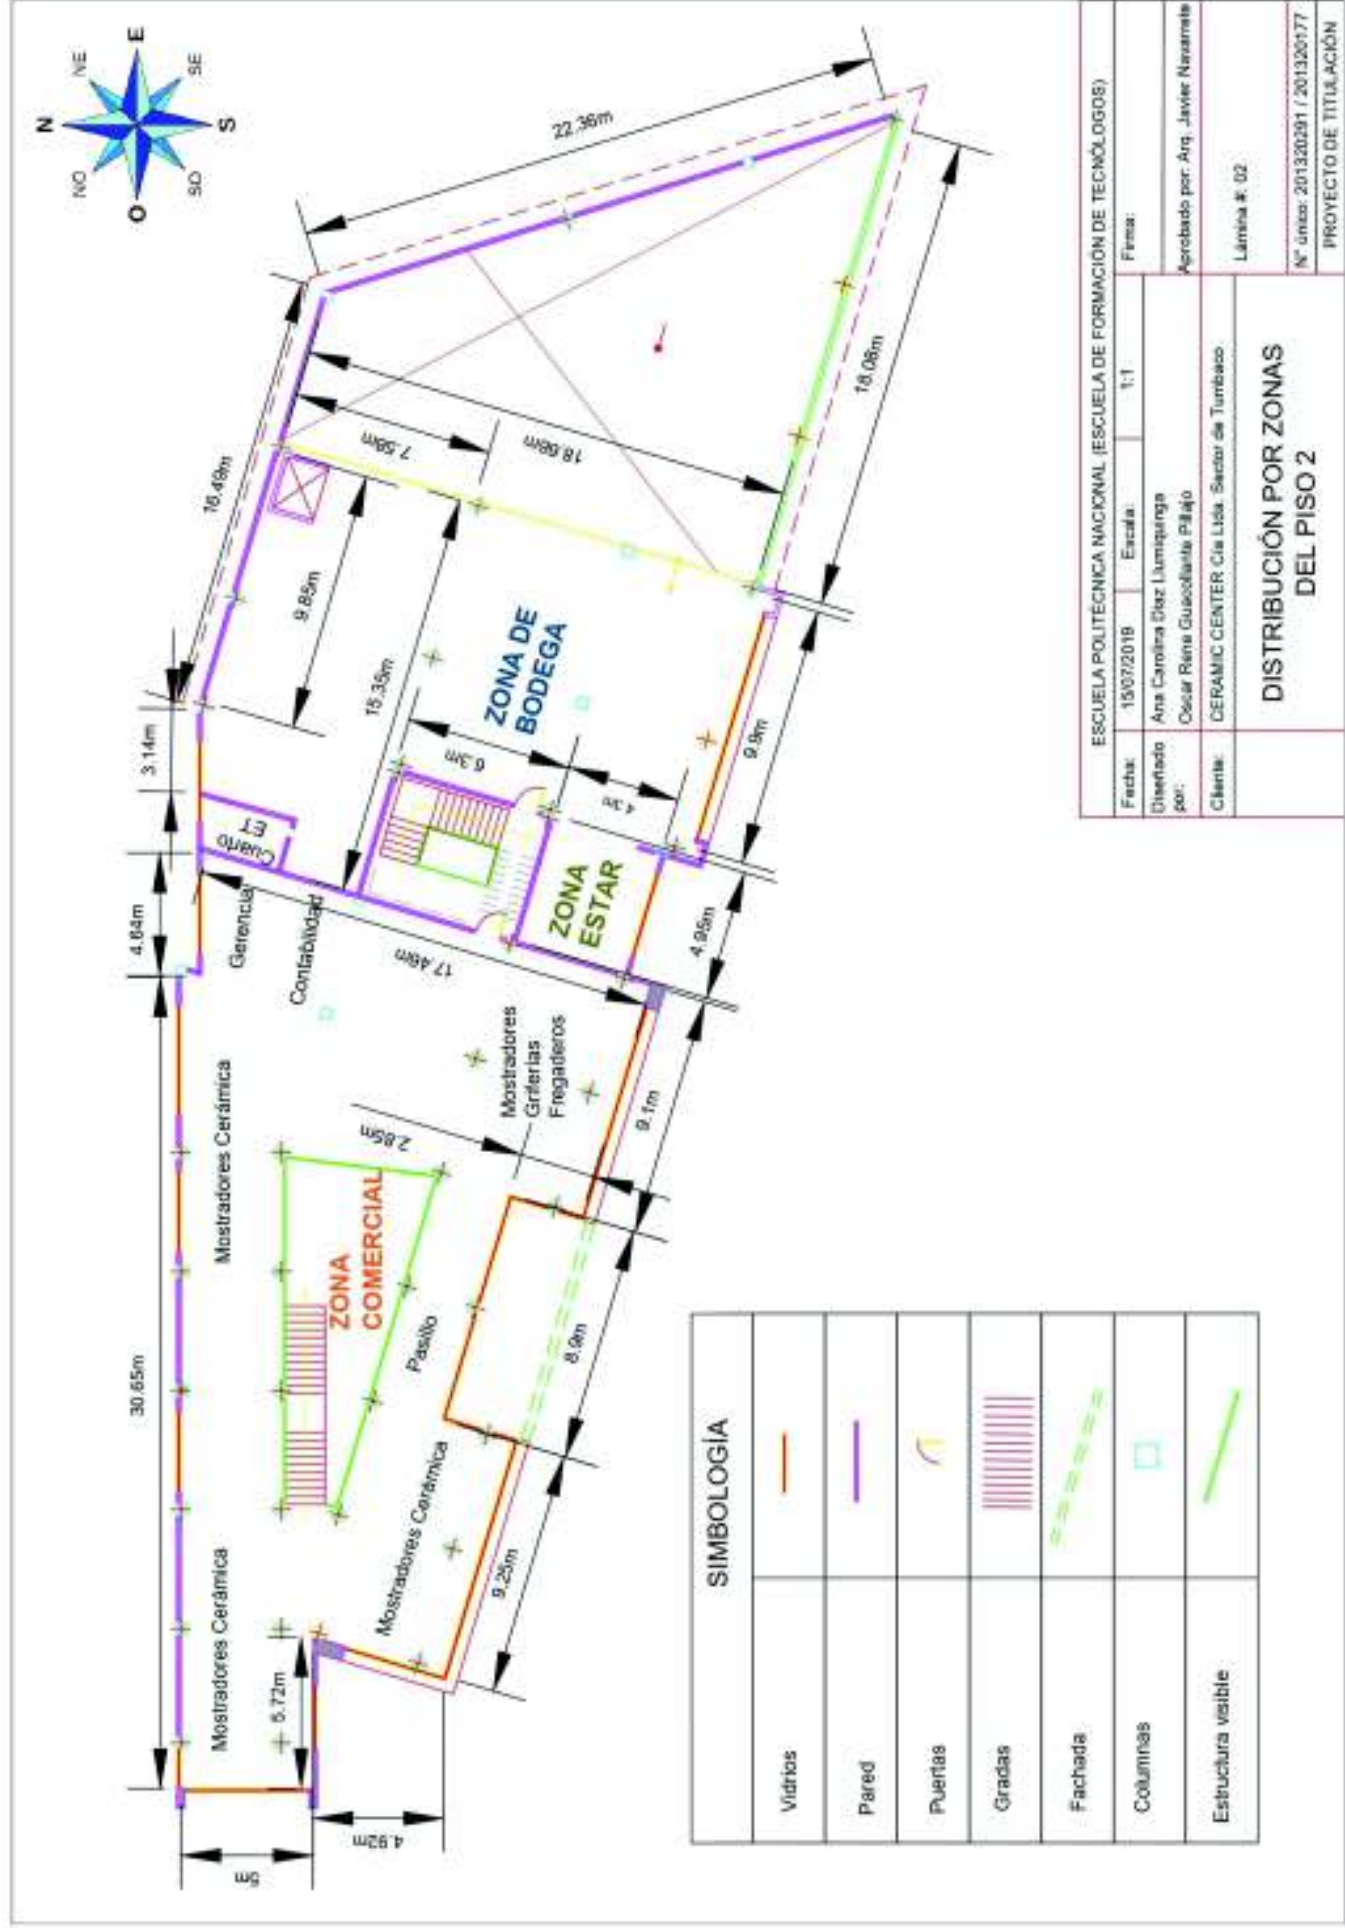 N
NE
E
SE
S
SO
O
NO
30.65m
4.64m
3.14m
16.49m
22.36m
5m
4.92m
5.72m
Mostradores Cerámica
Mostradores Cerámica
Mostradores Cerámica
ZONA
COMERCIAL
Pasillo
2.85m
Mostradores
Griferías
Fregaderos
Gerencia
Contabilidad
Cuarto
ET
17.46m
ZONA
ESTAR
6.3m
4.3m
15.35m
9.85m
ZONA DE
BODEGA
7.58m
18.66m
9.25m
8.9m
9.1m
4.95m
9.9m
18.08m
SIMBOLOGÍA
Vidrios
Pared
Puertas
Gradas
Fachada
Columnas
Estructura visible
ESCUELA POLITÉCNICA NACIONAL (ESCUELA DE FORMACIÓN DE TECNÓLOGOS)
Fecha: 15/07/2019 Escala: 1:1 Firma:
Diseñado por: Ana Carolina Díaz Llumiquinga
Oscar Rene Guacollante Pillajo
Aprobado por: Arq. Javier Navarrete
Cliente: CERAMIC CENTER Cía Ltda. Sector de Tumbaco
Lámina #: 02
DISTRIBUCIÓN POR ZONAS
DEL PISO 2
N° único: 201320291 / 201320177
PROYECTO DE TITULACIÓN